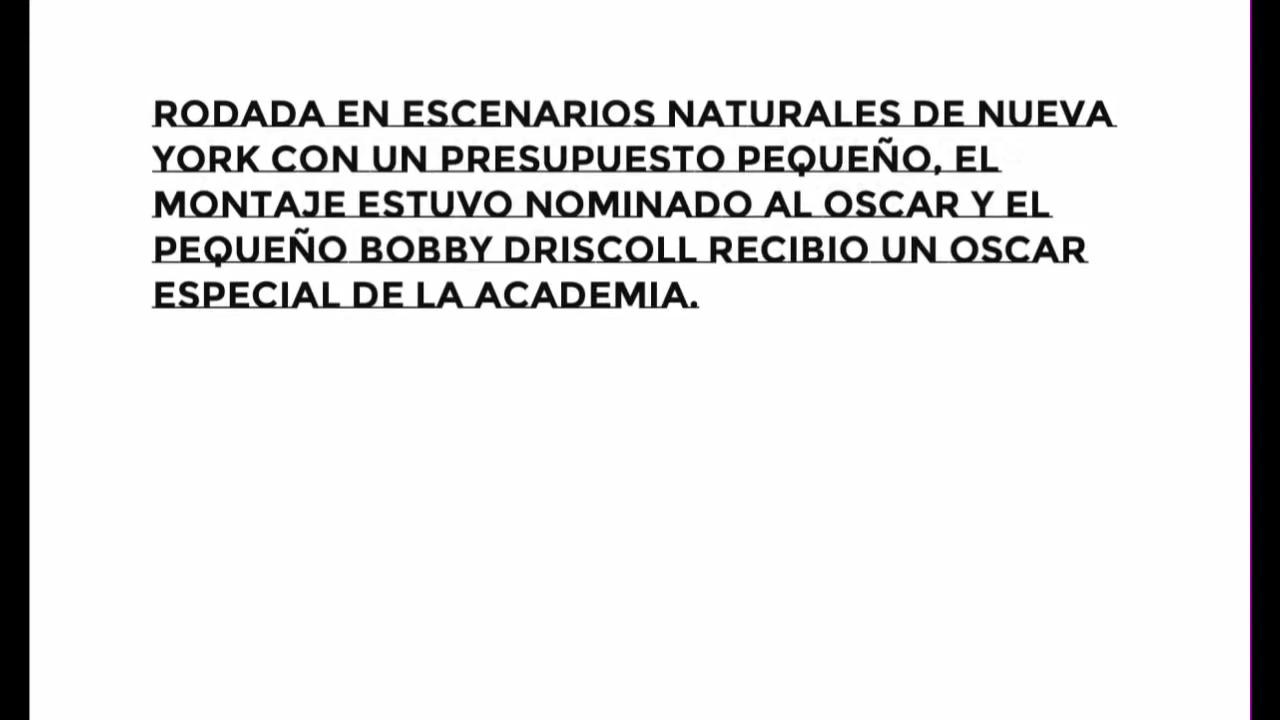 RODADA EN ESCENARIOS NATURALES DE NUEVA
YORK CON UN PRESUPUESTO PEQUEÑO, EL
MONTAJE ESTUVO NOMINADO AL OSCAR Y EL
PEQUEÑO BOBBY DRISCOLL RECIBIO UN OSCAR
ESPECIAL DE LA ACADEMIA.